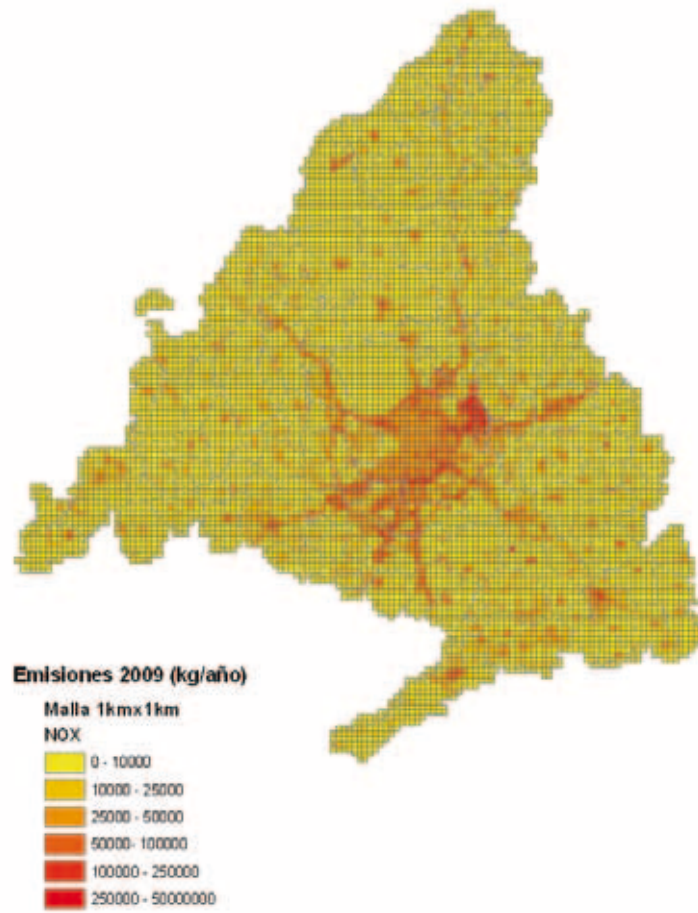 Emisiones 2009 (kg/año)
Malla 1kmx1km
NOX
0 - 10000
10000 - 25000
25000 - 50000
50000- 100000
100000 - 250000
250000 - 50000000